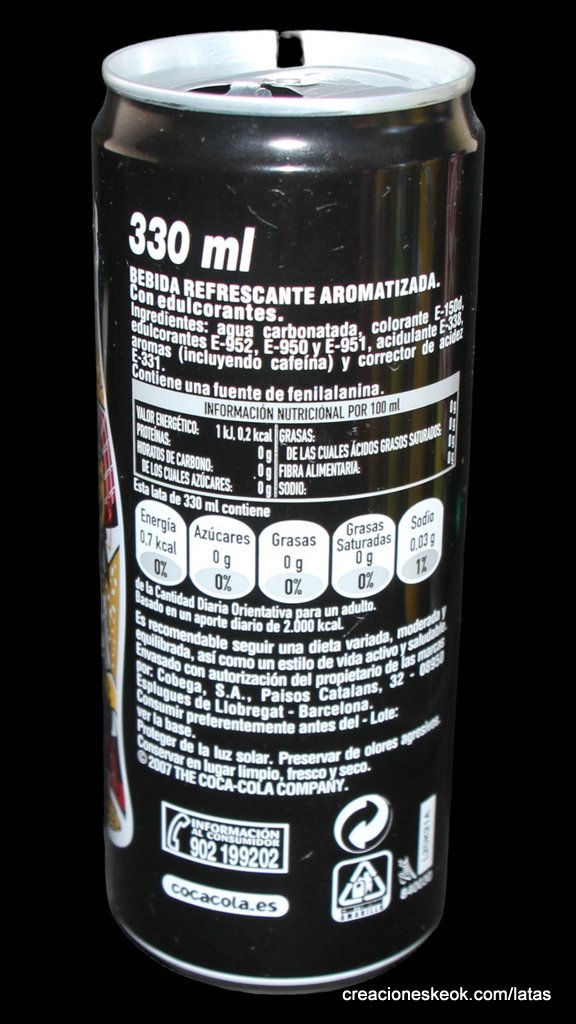 330 ml
BEBIDA REFRESCANTE AROMATIZADA.
Con edulcorantes.
Ingredientes: agua carbonatada, colorante E-150d,
edulcorantes E-952, E-950 y E-951, acidulante E-338,
aromas (incluyendo cafeína) y corrector de acidez
E-331.
Contiene una fuente de fenilalanina.
INFORMACIÓN NUTRICIONAL POR 100 ml
VALOR ENERGÉTICO: 1 kJ, 0,2 kcal
PROTEÍNAS: 0 g
HIDRATOS DE CARBONO: 0 g
DE LOS CUALES AZÚCARES: 0 g
GRASAS: 0g
DE LAS CUALES ÁCIDOS GRASOS SATURADOS: 0g
FIBRA ALIMENTARIA: 0g
SODIO: 0g
Esta lata de 330 ml contiene
Energía 0,7 kcal 0%
Azúcares 0 g 0%
Grasas 0 g 0%
Grasas Saturadas 0 g 0%
Sodio 0,03 g 1%
de la Cantidad Diaria Orientativa para un adulto.
Basado en un aporte diario de 2.000 kcal.
Es recomendable seguir una dieta variada, moderada y
equilibrada, así como un estilo de vida activo y saludable.
Envasado con autorización del propietario de las marcas
por: Cobega, S.A., Paisos Catalans, 32 - 08950
Esplugues de Llobregat - Barcelona.
Consumir preferentemente antes del - Lote:
ver la base.
Proteger de la luz solar. Preservar de olores agresivos.
Conservar en lugar limpio, fresco y seco.
© 2007 THE COCA-COLA COMPANY.
INFORMACIÓN
AL CONSUMIDOR
902 199202
cocacola.es
AMARILLO
creacioneskeok.com/latas